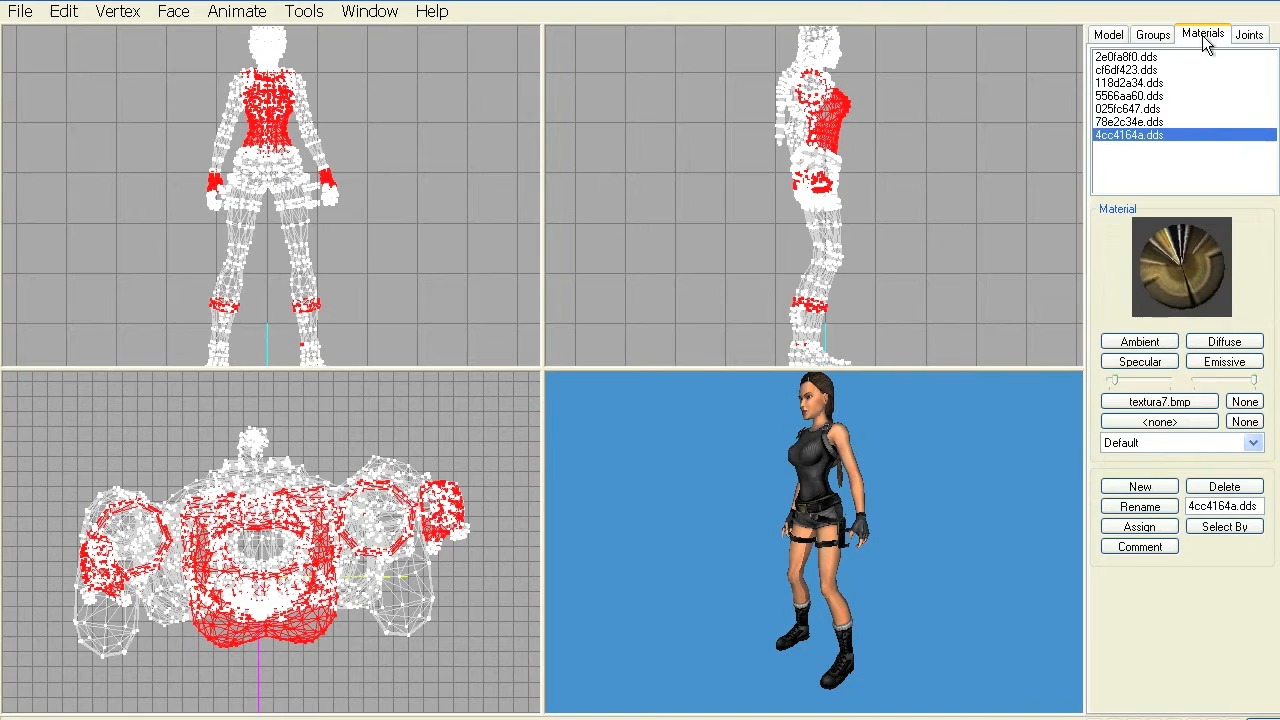 File Edit Vertex Face Animate Tools Window Help
Model Groups Materials Joints
2e0fa8f0.dds
cf6df423.dds
118d2a34.dds
5566aa60.dds
025fc647.dds
78e2c34e.dds
4cc4164a.dds
Material
Ambient Diffuse
Specular Emissive
textura7.bmp None
<none> None
Default
New Delete
Rename 4cc4164a.dds
Assign Select By
Comment